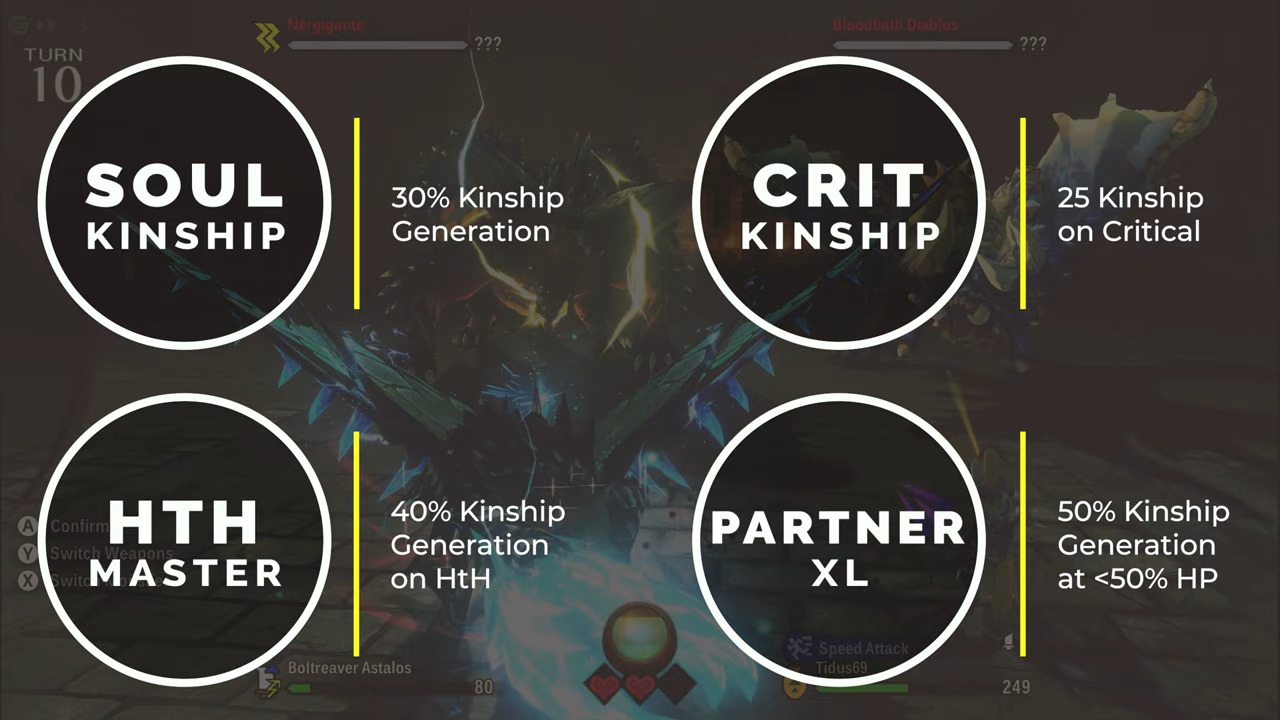 Nergigante
???
Bloodbath Diablos
???
TURN
10
SOUL
KINSHIP
30% Kinship
Generation
CRIT
KINSHIP
25 Kinship
on Critical
HTH
MASTER
40% Kinship
Generation
on HtH
PARTNER
XL
50% Kinship
Generation
at <50% HP
A Confirm
Y Switch Weapons
X
Boltreaver Astalos
80
Speed Attack
Tidus69
249